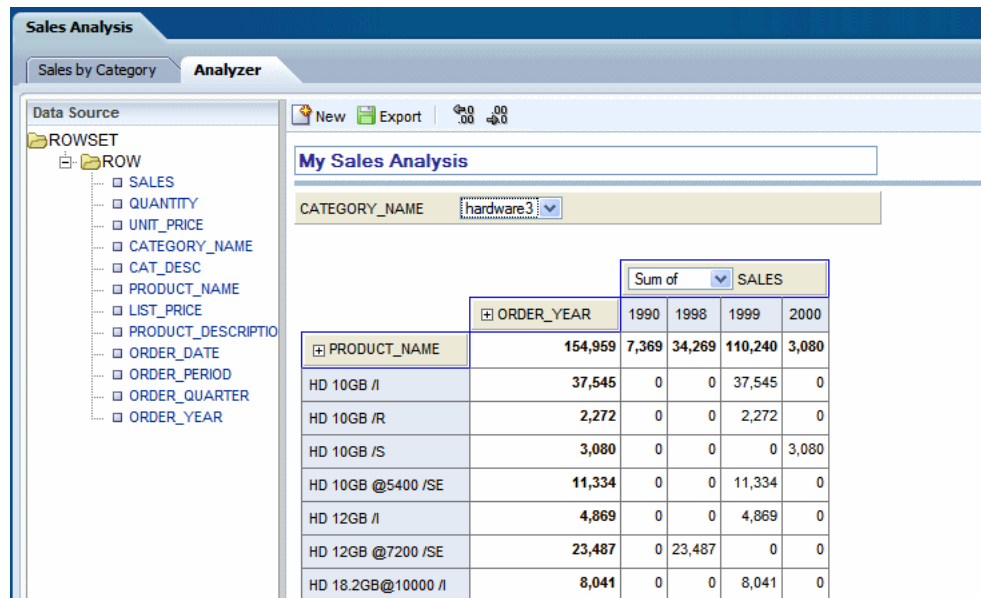 Sales Analysis
Sales by Category Analyzer
Data Source
New Export .00 .00
ROWSET
ROW
SALES
QUANTITY
UNIT_PRICE
CATEGORY_NAME
CAT_DESC
PRODUCT_NAME
LIST_PRICE
PRODUCT_DESCRIPTIO
ORDER_DATE
ORDER_PERIOD
ORDER_QUARTER
ORDER_YEAR
My Sales Analysis
CATEGORY_NAME hardware3
Sum of SALES
ORDER_YEAR 1990 1998 1999 2000
PRODUCT_NAME 154,959 7,369 34,269 110,240 3,080
HD 10GB /I 37,545 0 0 37,545 0
HD 10GB /R 2,272 0 0 2,272 0
HD 10GB /S 3,080 0 0 0 3,080
HD 10GB @5400 /SE 11,334 0 0 11,334 0
HD 12GB /I 4,869 0 0 4,869 0
HD 12GB @7200 /SE 23,487 0 23,487 0 0
HD 18.2GB@10000 /I 8,041 0 0 8,041 0